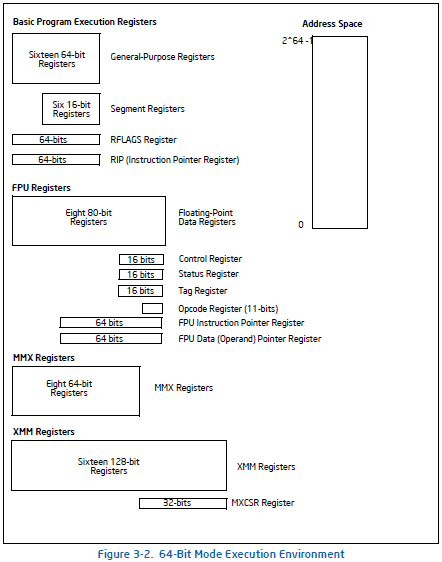 Basic Program Execution Registers
Address Space
2^64 -1
Sixteen 64-bit
Registers
General-Purpose Registers
Six 16-bit
Registers
Segment Registers
64-bits
RFLAGS Register
64-bits
RIP (Instruction Pointer Register)
FPU Registers
Eight 80-bit
Registers
Floating-Point
Data Registers
0
16 bits
Control Register
16 bits
Status Register
16 bits
Tag Register
Opcode Register (11-bits)
64 bits
FPU Instruction Pointer Register
64 bits
FPU Data (Operand) Pointer Register
MMX Registers
Eight 64-bit
Registers
MMX Registers
XMM Registers
Sixteen 128-bit
Registers
XMM Registers
32-bits
MXCSR Register
Figure 3-2. 64-Bit Mode Execution Environment